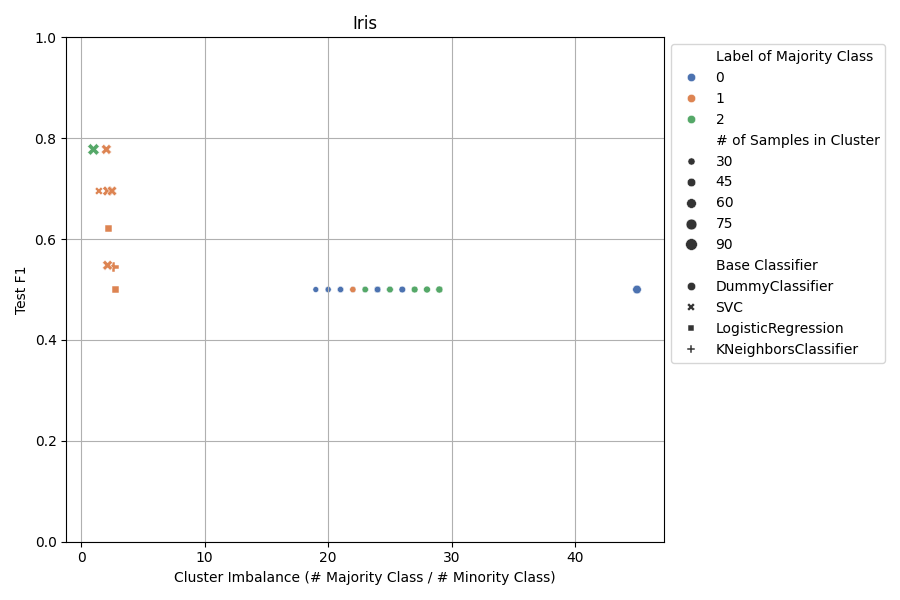 Iris
1.0
0.8
0.6
0.4
0.2
0.0
Test F1
0
10
20
30
40
Cluster Imbalance (# Majority Class / # Minority Class)
Label of Majority Class
0
1
2
# of Samples in Cluster
30
45
60
75
90
Base Classifier
DummyClassifier
SVC
LogisticRegression
KNeighborsClassifier